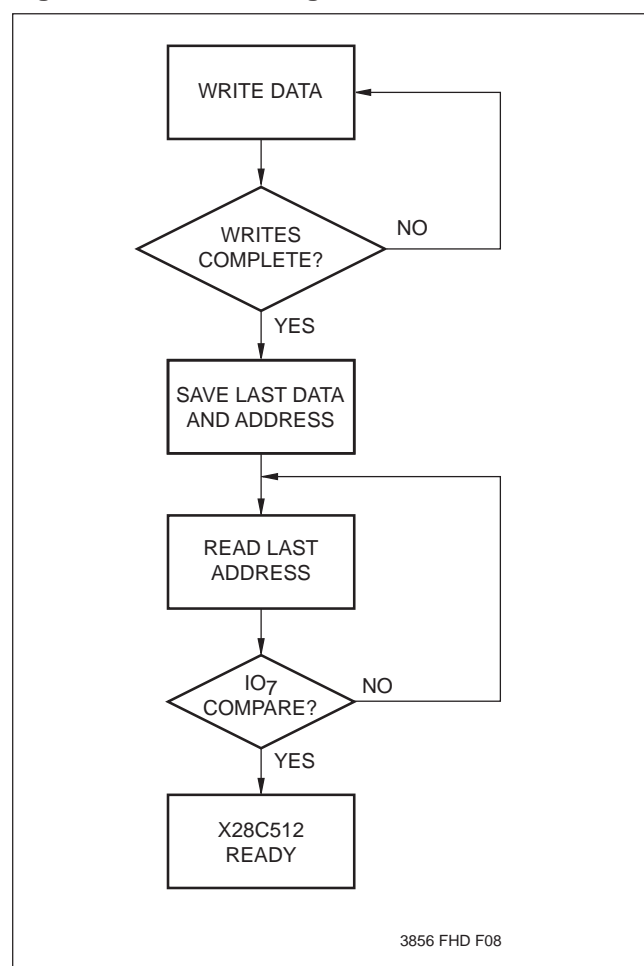 WRITE DATA
WRITES
COMPLETE?
NO
YES
SAVE LAST DATA
AND ADDRESS
READ LAST
ADDRESS
IO7
COMPARE?
NO
YES
X28C512
READY
3856 FHD F08